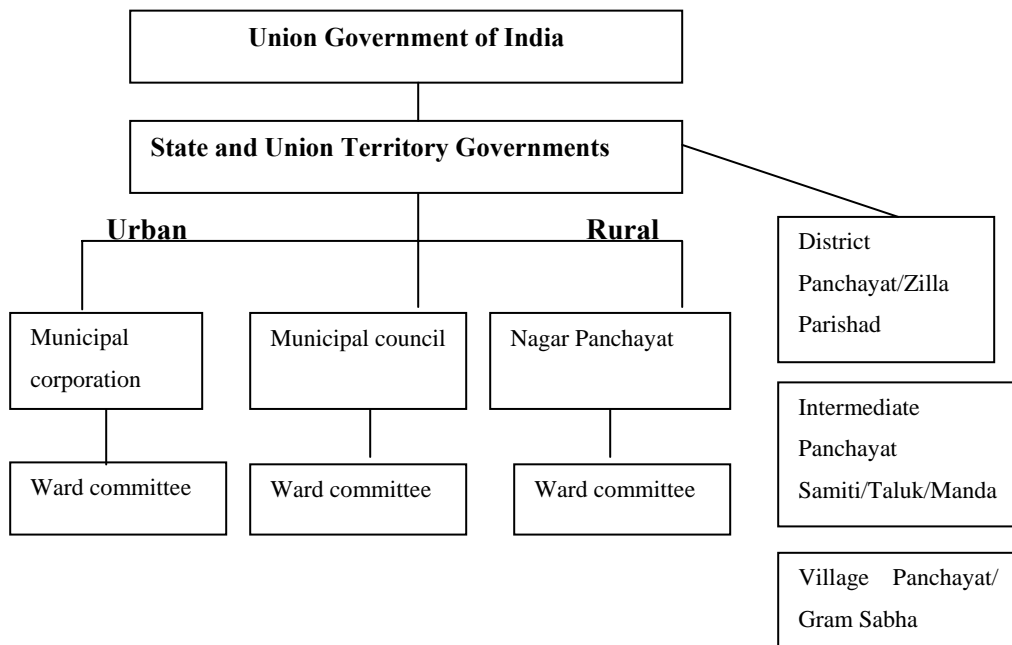 Union Government of India
State and Union Territory Governments
Urban
Rural
District
Panchayat/Zilla
Parishad
Municipal
corporation
Municipal council
Nagar Panchayat
Intermediate
Panchayat
Samiti/Taluk/Manda
Ward committee
Ward committee
Ward committee
Village Panchayat/
Gram Sabha